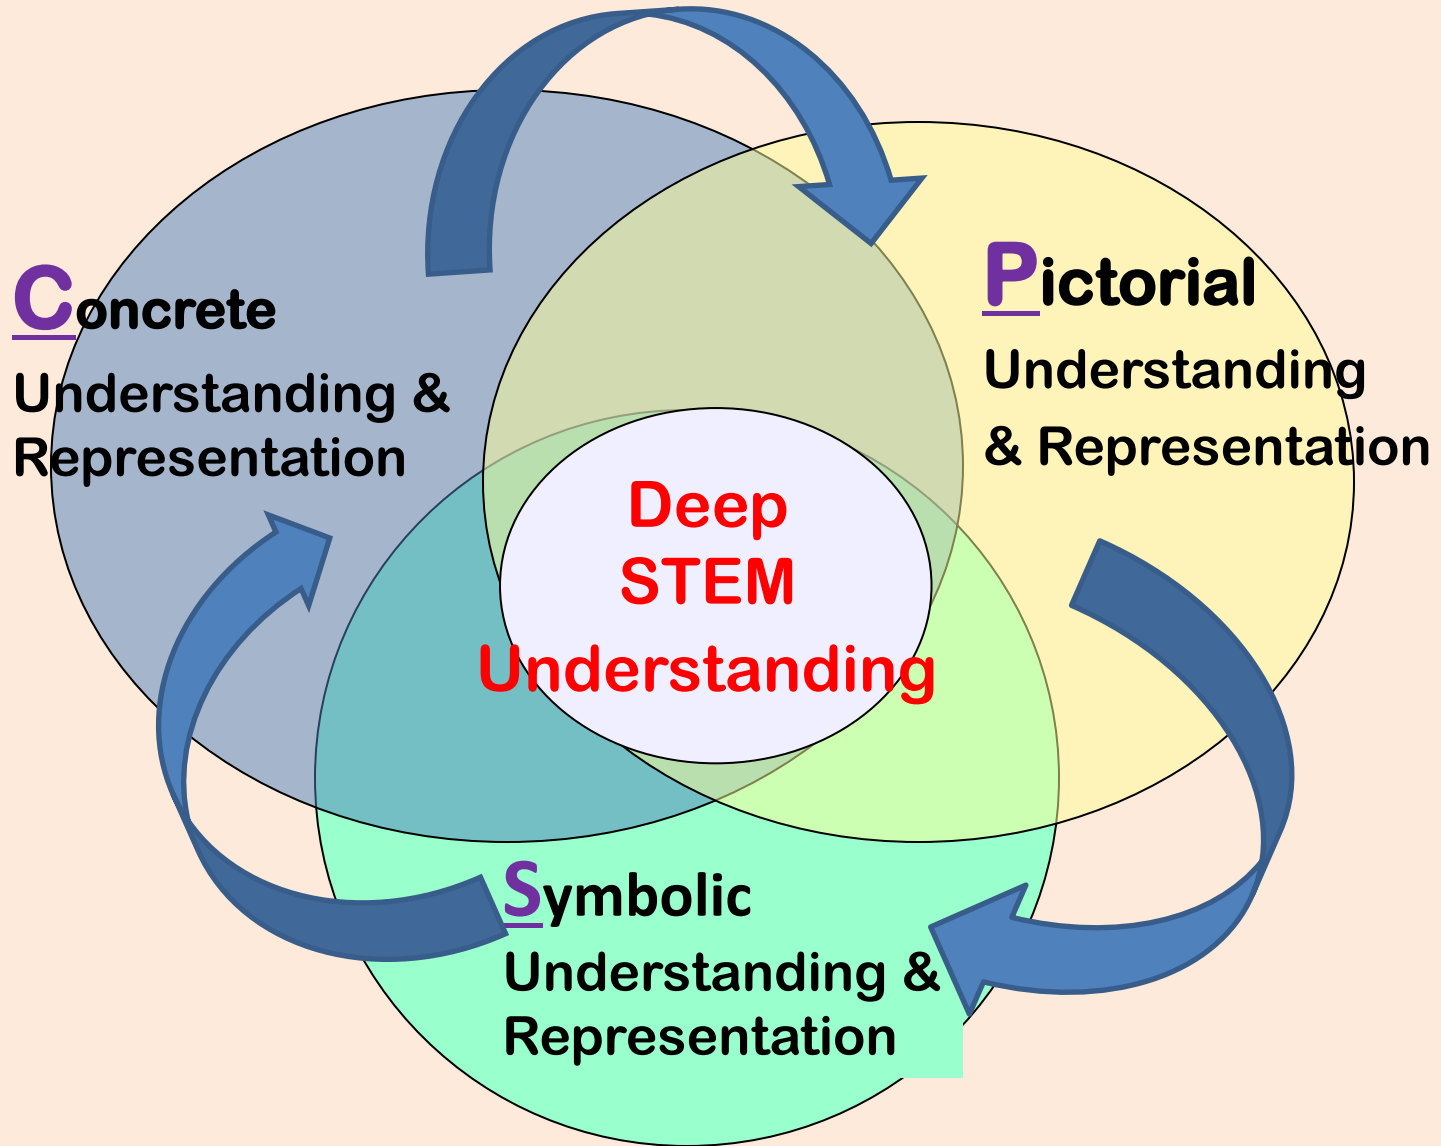 Concrete
Understanding &
Representation
Pictorial
Understanding
& Representation
Deep
STEM
Understanding
Symbolic
Understanding &
Representation